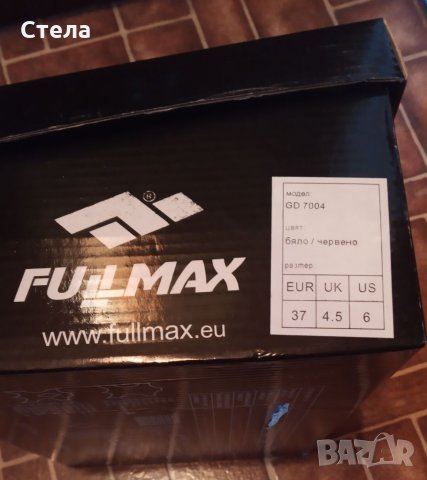 Стела
FULLMAX
®
www.fullmax.eu
модел:
GD 7004
цвят:
бяло / червено
размер:
EUR UK US
37 4.5 6
BAZAR